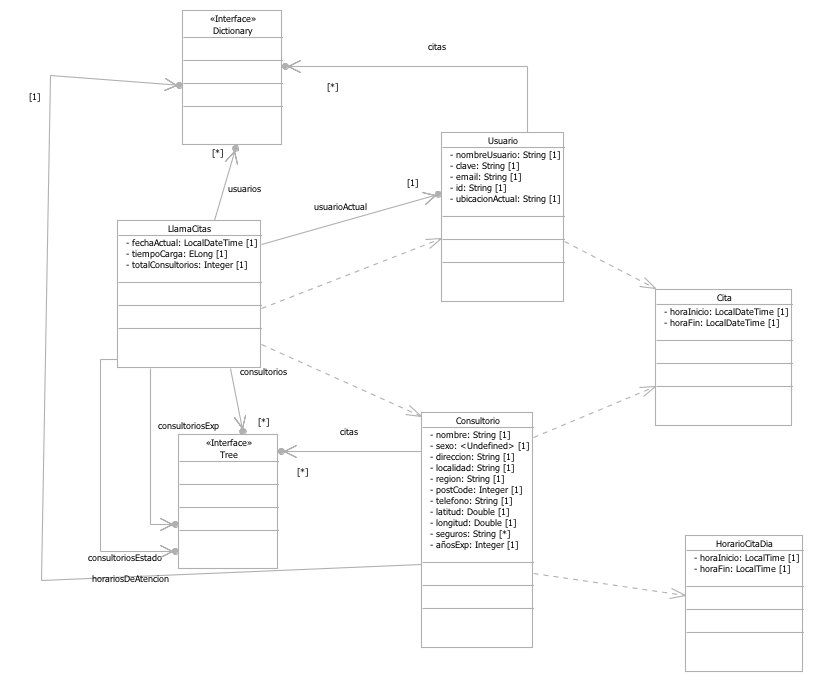 «Interface»
Dictionary
citas
[*]
[1]
[*]
usuarios
Usuario
- nombreUsuario: String [1]
- clave: String [1]
- email: String [1]
- id: String [1]
- ubicacionActual: String [1]
[1]
usuarioActual
LlamaCitas
- fechaActual: LocalDateTime [1]
- tiempoCarga: ELong [1]
- totalConsultorios: Integer [1]
Cita
- horaInicio: LocalDateTime [1]
- horaFin: LocalDateTime [1]
consultorios
[*]
consultoriosExp
«Interface»
Tree
citas
[*]
Consultorio
- nombre: String [1]
- sexo: <Undefined> [1]
- direccion: String [1]
- localidad: String [1]
- region: String [1]
- postCode: Integer [1]
- telefono: String [1]
- latitud: Double [1]
- longitud: Double [1]
- seguros: String [*]
- añosExp: Integer [1]
consultoriosEstado
horariosDeAtencion
HorarioCitaDia
- horaInicio: LocalTime [1]
- horaFin: LocalTime [1]